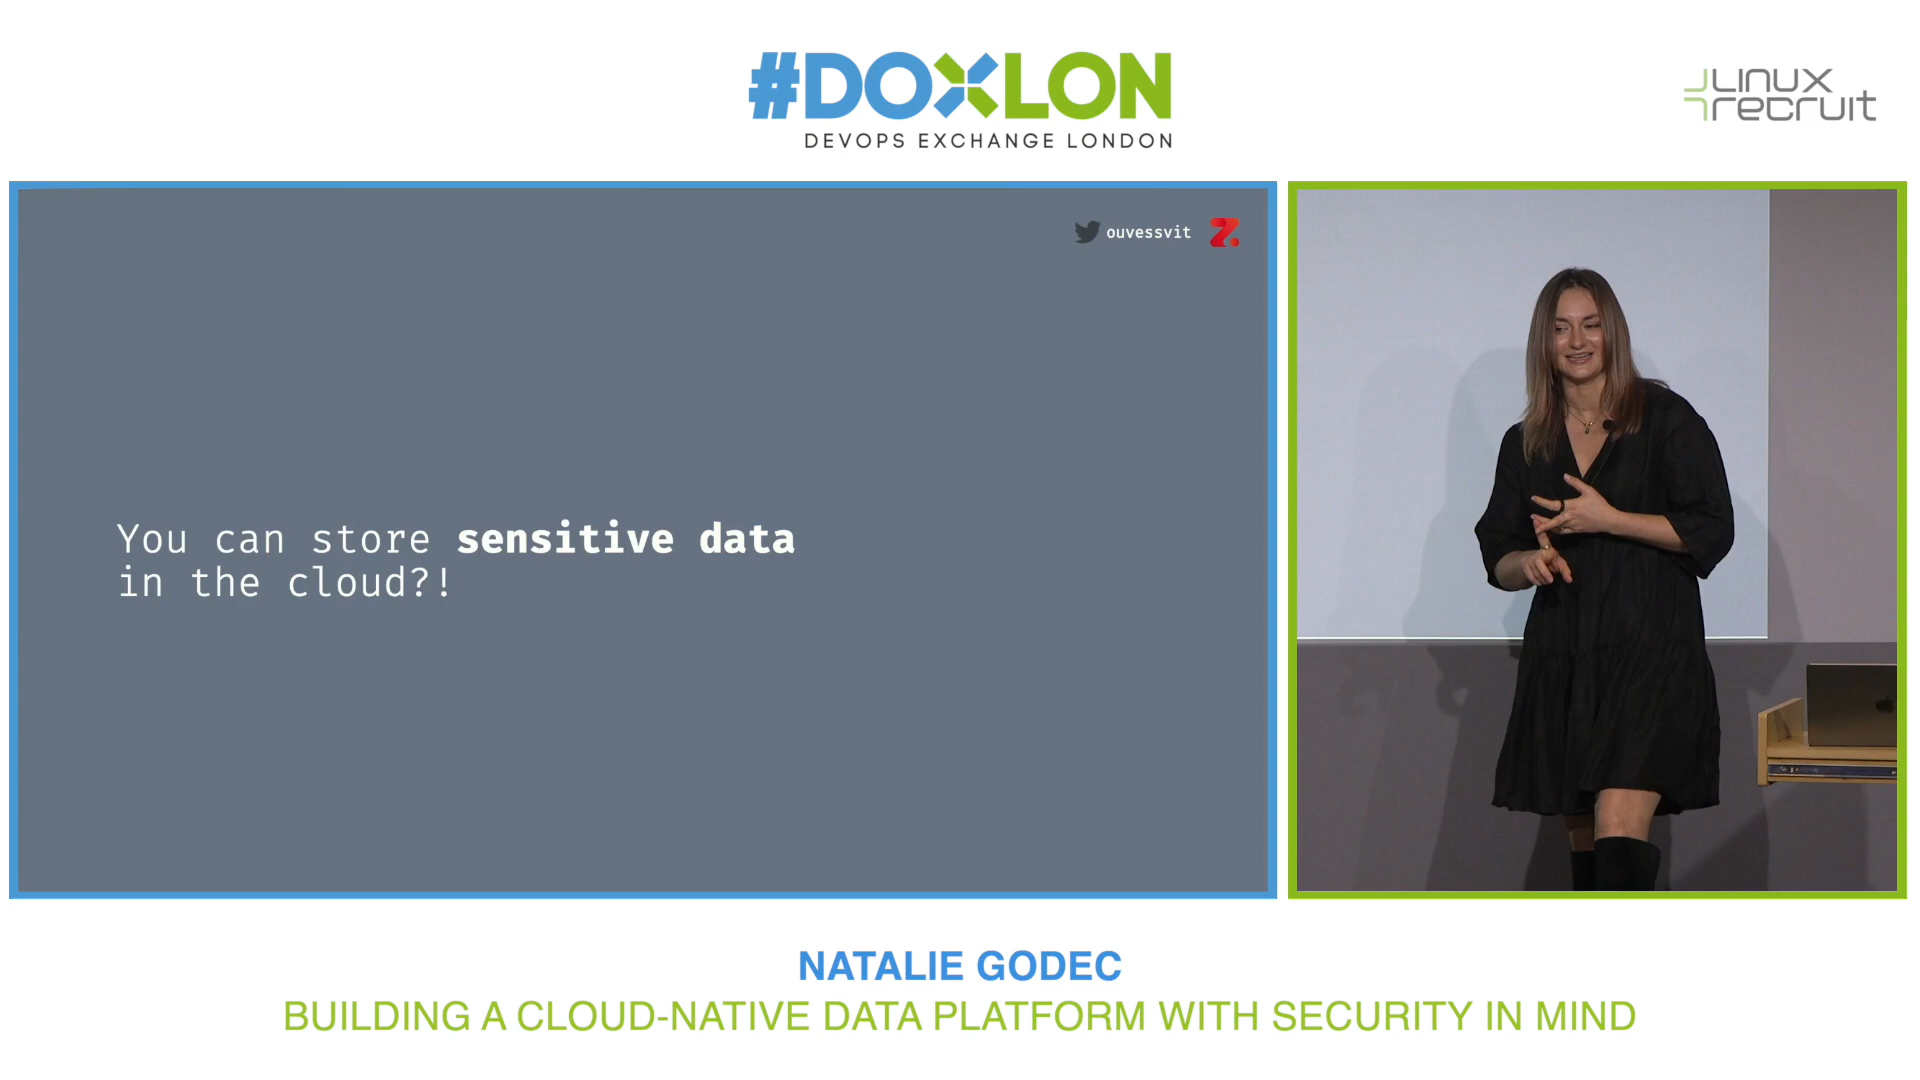 #DOXLON
DEVOPS EXCHANGE LONDON
LINUX
recruit
ouvessvit
You can store sensitive data
in the cloud?!
NATALIE GODEC
BUILDING A CLOUD-NATIVE DATA PLATFORM WITH SECURITY IN MIND